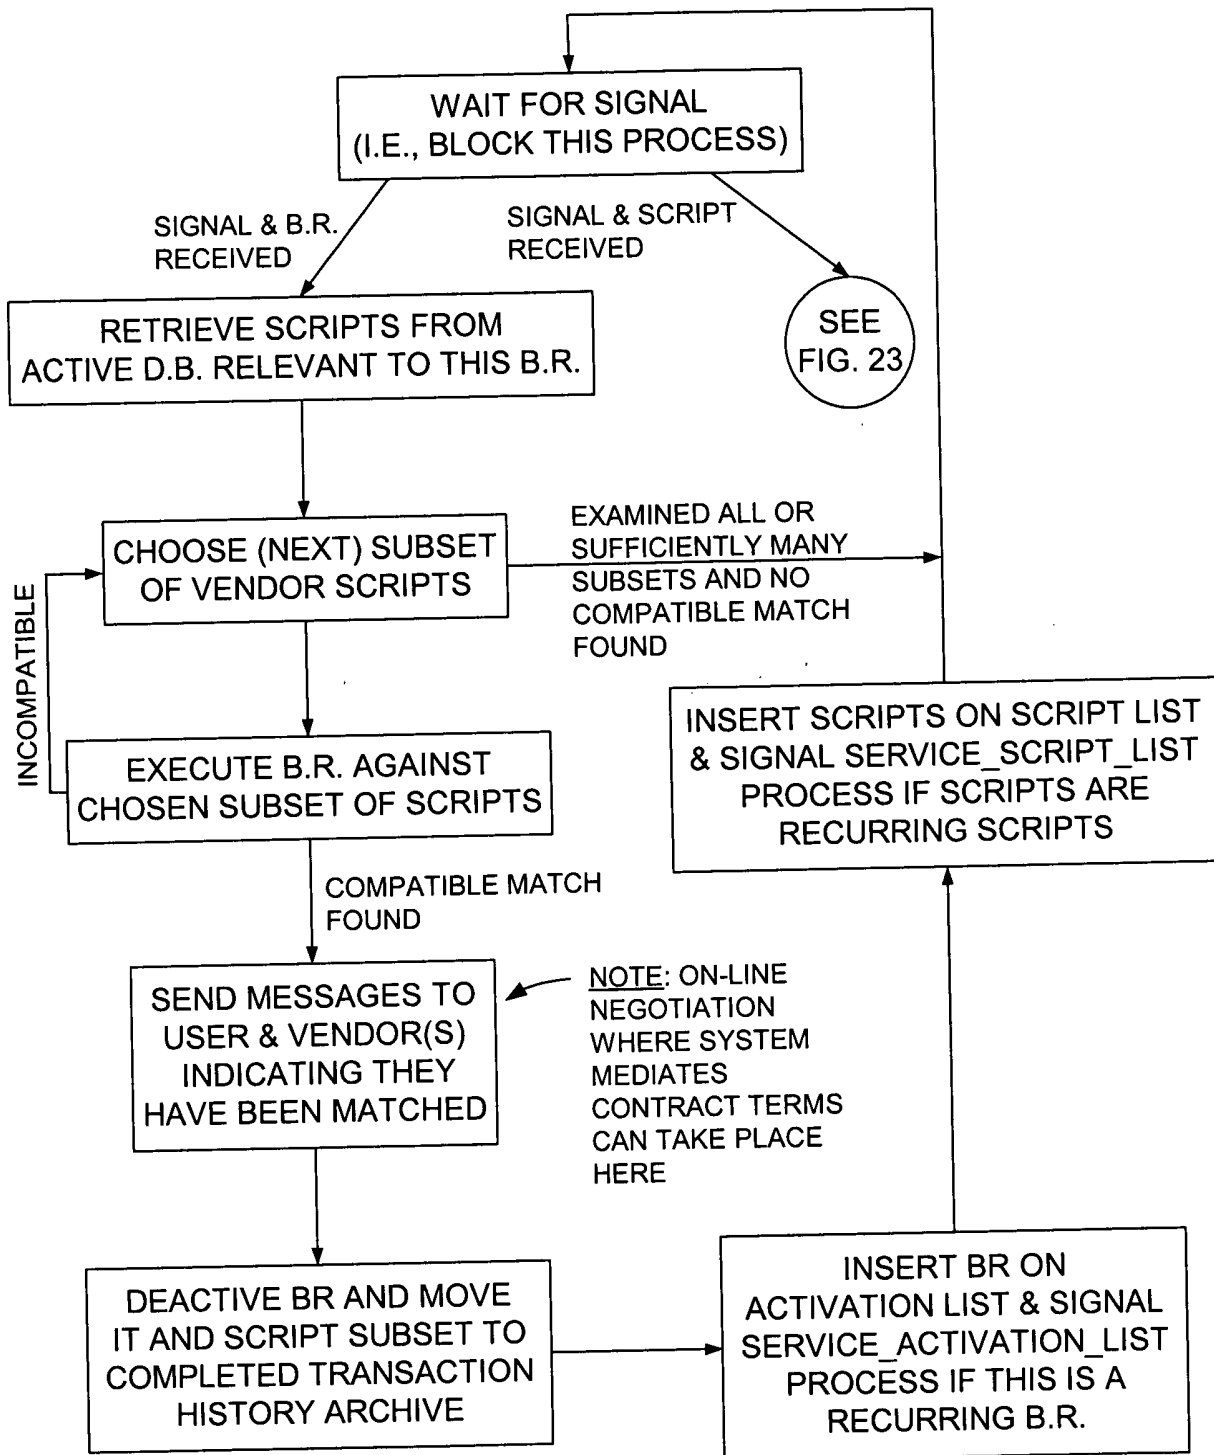 WAIT FOR SIGNAL
(I.E., BLOCK THIS PROCESS)
SIGNAL & B.R.
RECEIVED
SIGNAL & SCRIPT
RECEIVED
RETRIEVE SCRIPTS FROM
ACTIVE D.B. RELEVANT TO THIS B.R.
SEE
FIG. 23
CHOOSE (NEXT) SUBSET
OF VENDOR SCRIPTS
EXAMINED ALL OR
SUFFICIENTLY MANY
SUBSETS AND NO
COMPATIBLE MATCH
FOUND
INCOMPATIBLE
EXECUTE B.R. AGAINST
CHOSEN SUBSET OF SCRIPTS
INSERT SCRIPTS ON SCRIPT LIST
& SIGNAL SERVICE_SCRIPT_LIST
PROCESS IF SCRIPTS ARE
RECURRING SCRIPTS
COMPATIBLE MATCH
FOUND
SEND MESSAGES TO
USER & VENDOR(S)
INDICATING THEY
HAVE BEEN MATCHED
NOTE: ON-LINE
NEGOTIATION
WHERE SYSTEM
MEDIATES
CONTRACT TERMS
CAN TAKE PLACE
HERE
DEACTIVE BR AND MOVE
IT AND SCRIPT SUBSET TO
COMPLETED TRANSACTION
HISTORY ARCHIVE
INSERT BR ON
ACTIVATION LIST & SIGNAL
SERVICE_ACTIVATION_LIST
PROCESS IF THIS IS A
RECURRING B.R.